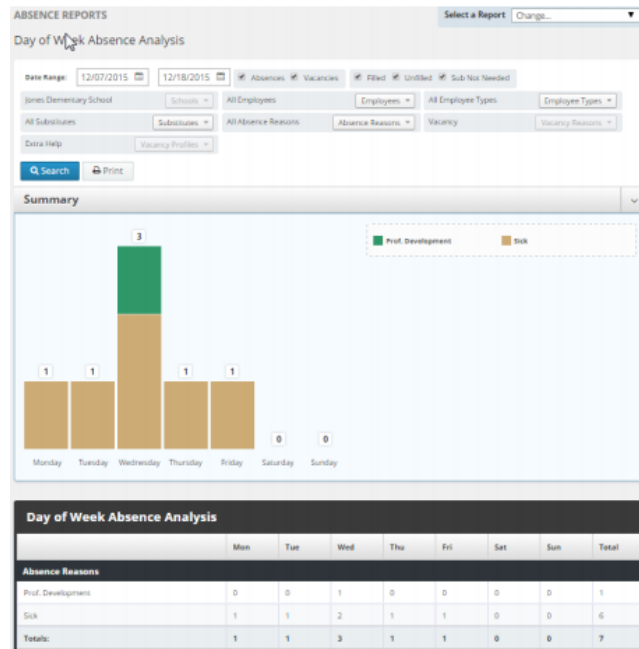 ABSENCE REPORTS
Select a Report Change...
Day of Week Absence Analysis
Date Range: 12/07/2015 12/18/2015 Absences Vacancies Filled Unfilled Sub Not Needed
Jones Elementary School Schools All Employees Employees All Employee Types Employee Types
All Substitutes Substitutes All Absence Reasons Absence Reasons Vacancy Vacancy Reasons
Extra Help Vacancy Profiles
Search Print
Summary
Prof. Development Sick
3
1 1 1 1
0 0
Monday Tuesday Wednesday Thursday Friday Saturday Sunday
Day of Week Absence Analysis
Mon Tue Wed Thu Fri Sat Sun Total
Absence Reasons
Prof. Development 0 0 1 0 0 0 0 1
Sick 1 1 2 1 1 0 0 6
Totals: 1 1 3 1 1 0 0 7